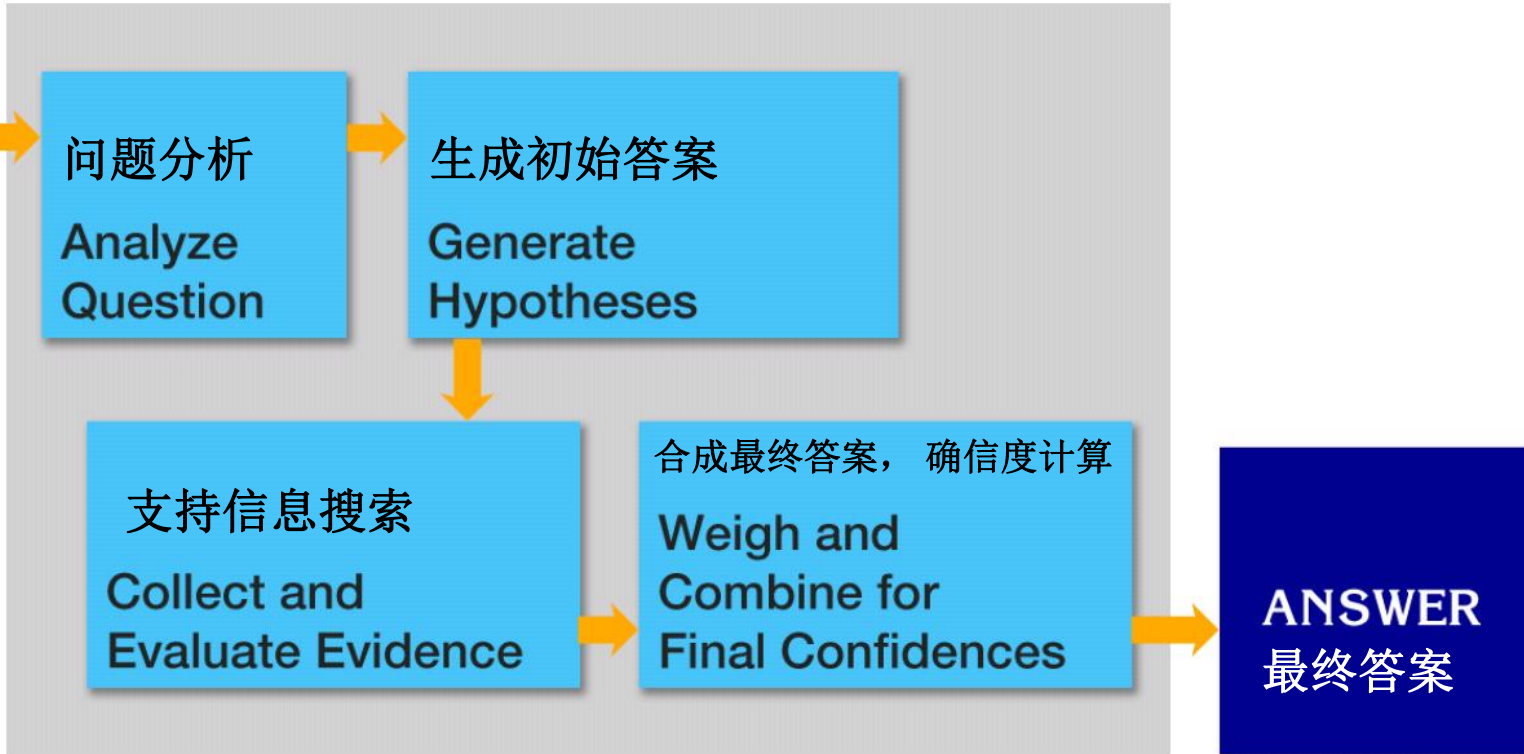 问题分析
Analyze
Question
生成初始答案
Generate
Hypotheses
支持信息搜索
Collect and
Evaluate Evidence
合成最终答案， 确信度计算
Weigh and
Combine for
Final Confidences
ANSWER
最终答案